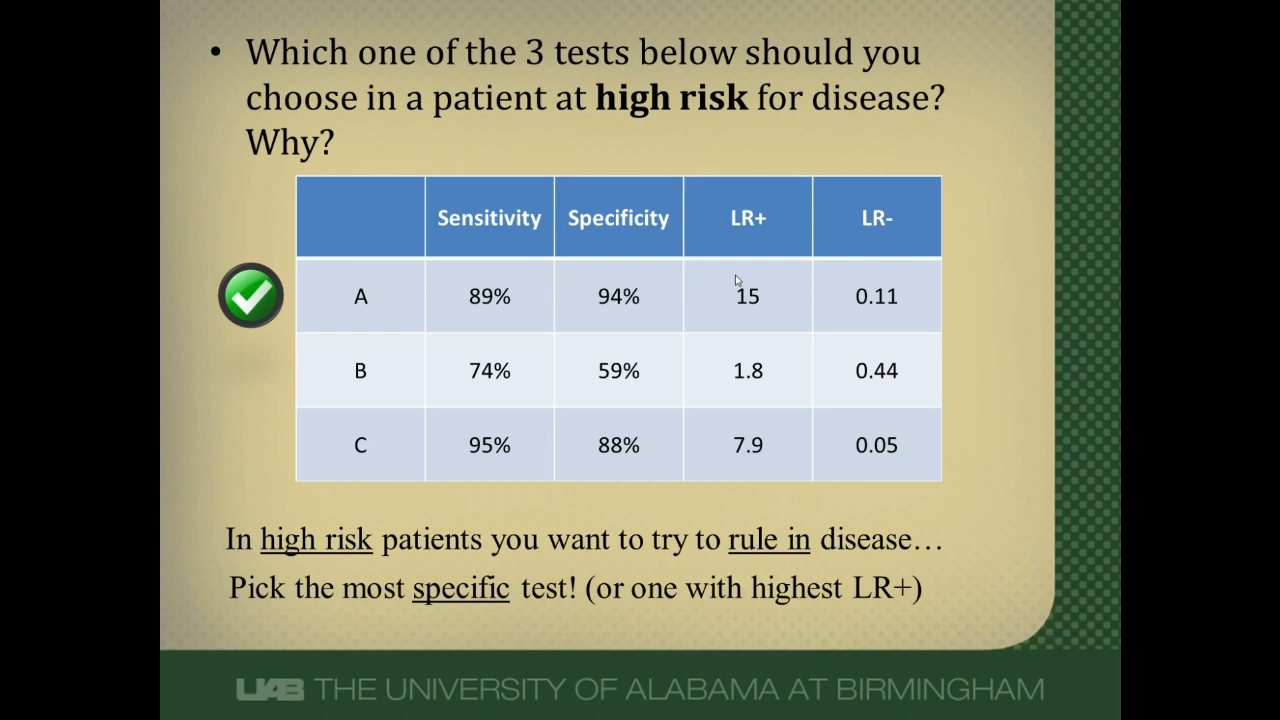 • Which one of the 3 tests below should you
choose in a patient at high risk for disease?
Why?
Sensitivity Specificity LR+ LR-
A 89% 94% 15 0.11
B 74% 59% 1.8 0.44
C 95% 88% 7.9 0.05
In high risk patients you want to try to rule in disease…
Pick the most specific test! (or one with highest LR+)
UAB THE UNIVERSITY OF ALABAMA AT BIRMINGHAM